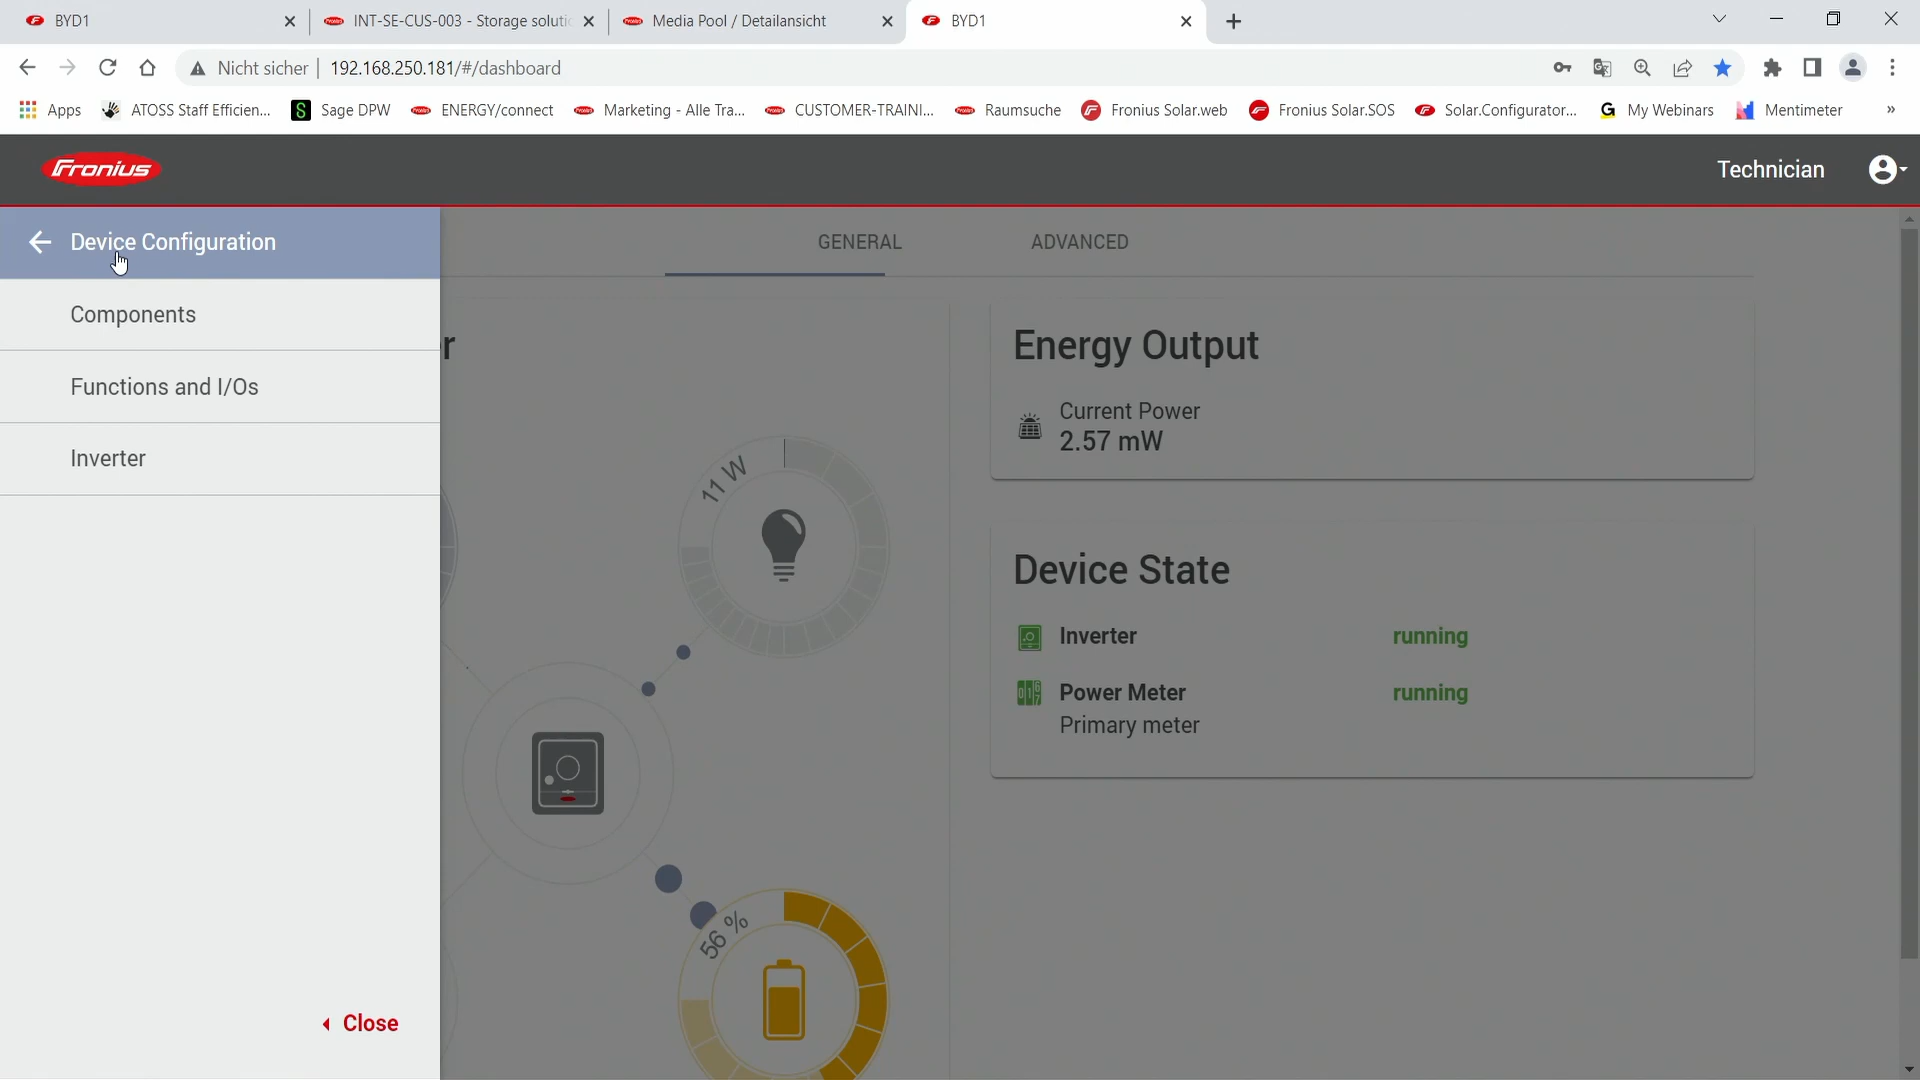 BYD1
INT-SE-CUS-003 - Storage soluti
Media Pool / Detailansicht
BYD1
Nicht sicher
192.168.250.181/#/dashboard
Apps
ATOSS Staff Efficien...
Sage DPW
ENERGY/connect
Marketing - Alle Tra...
CUSTOMER-TRAINI...
Raumsuche
Fronius Solar.web
Fronius Solar.SOS
Solar.Configurator...
My Webinars
Mentimeter
»
Fronius
Technician
Device Configuration
GENERAL
ADVANCED
Components
Functions and I/Os
Inverter
r
Energy Output
Current Power
2.57 mW
11 W
Device State
Inverter
running
Power Meter
running
Primary meter
56 %
Close